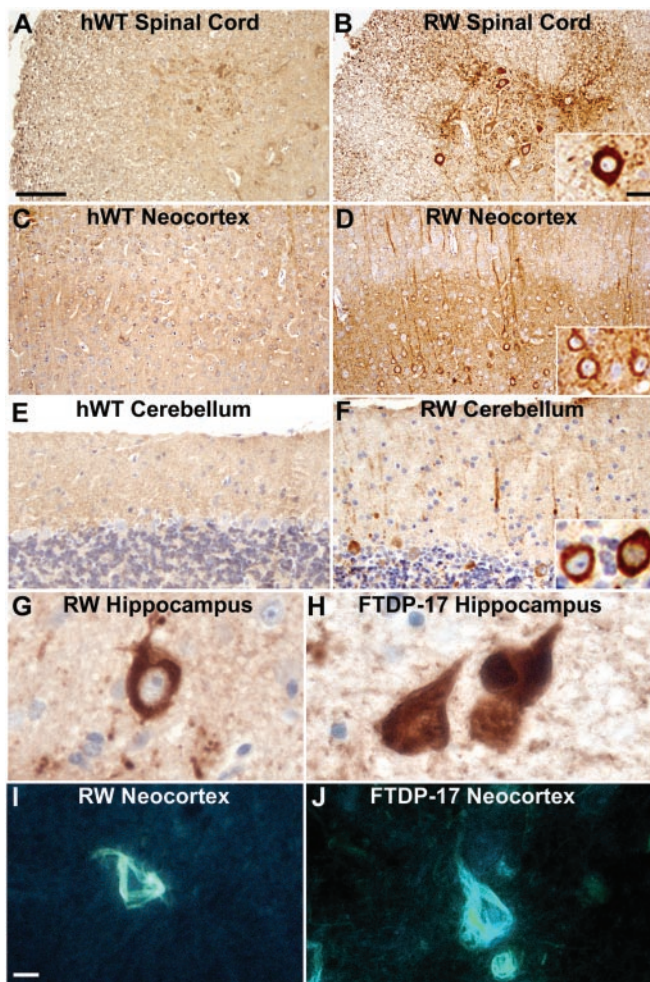 A hWT Spinal Cord
B RW Spinal Cord
C hWT Neocortex
D RW Neocortex
E hWT Cerebellum
F RW Cerebellum
G RW Hippocampus
H FTDP-17 Hippocampus
I RW Neocortex
J FTDP-17 Neocortex